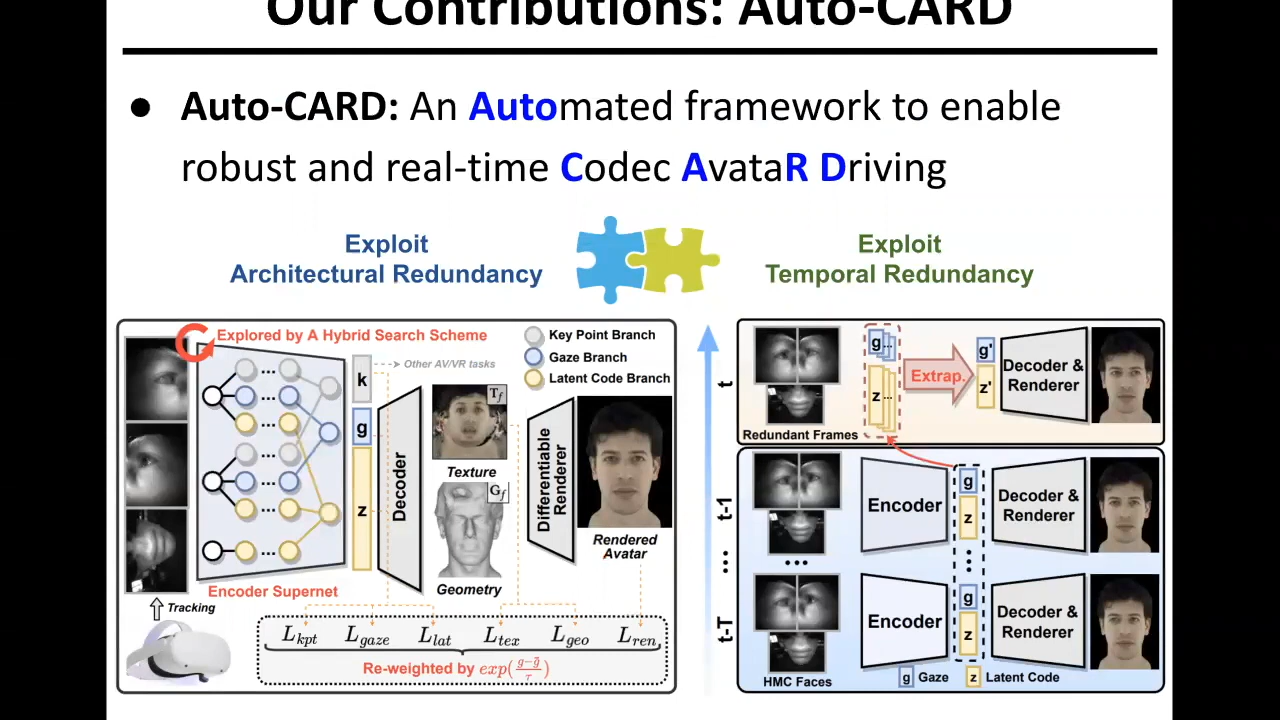 Our Contributions: Auto-CARD
● Auto-CARD: An Automated framework to enable
robust and real-time Codec AvataR Driving
Exploit
Architectural Redundancy
Exploit
Temporal Redundancy
Explored by A Hybrid Search Scheme
Key Point Branch
Gaze Branch
Latent Code Branch
Other AV/VR tasks
k
g
z
Decoder
T_f
Texture
G_f
Geometry
Differentiable
Renderer
Rendered
Avatar
Encoder Supernet
Tracking
L_kpt L_gaze L_lat L_tex L_geo L_ren
Re-weighted by exp(\frac{g-\bar{g}}{τ})
t
Redundant Frames
g ...
z ...
Extrap.
g'
z'
Decoder &
Renderer
t-1
Encoder
g
z
Decoder &
Renderer
...
...
⋮
t-T
Encoder
g
z
Decoder &
Renderer
HMC Faces
g Gaze
z Latent Code